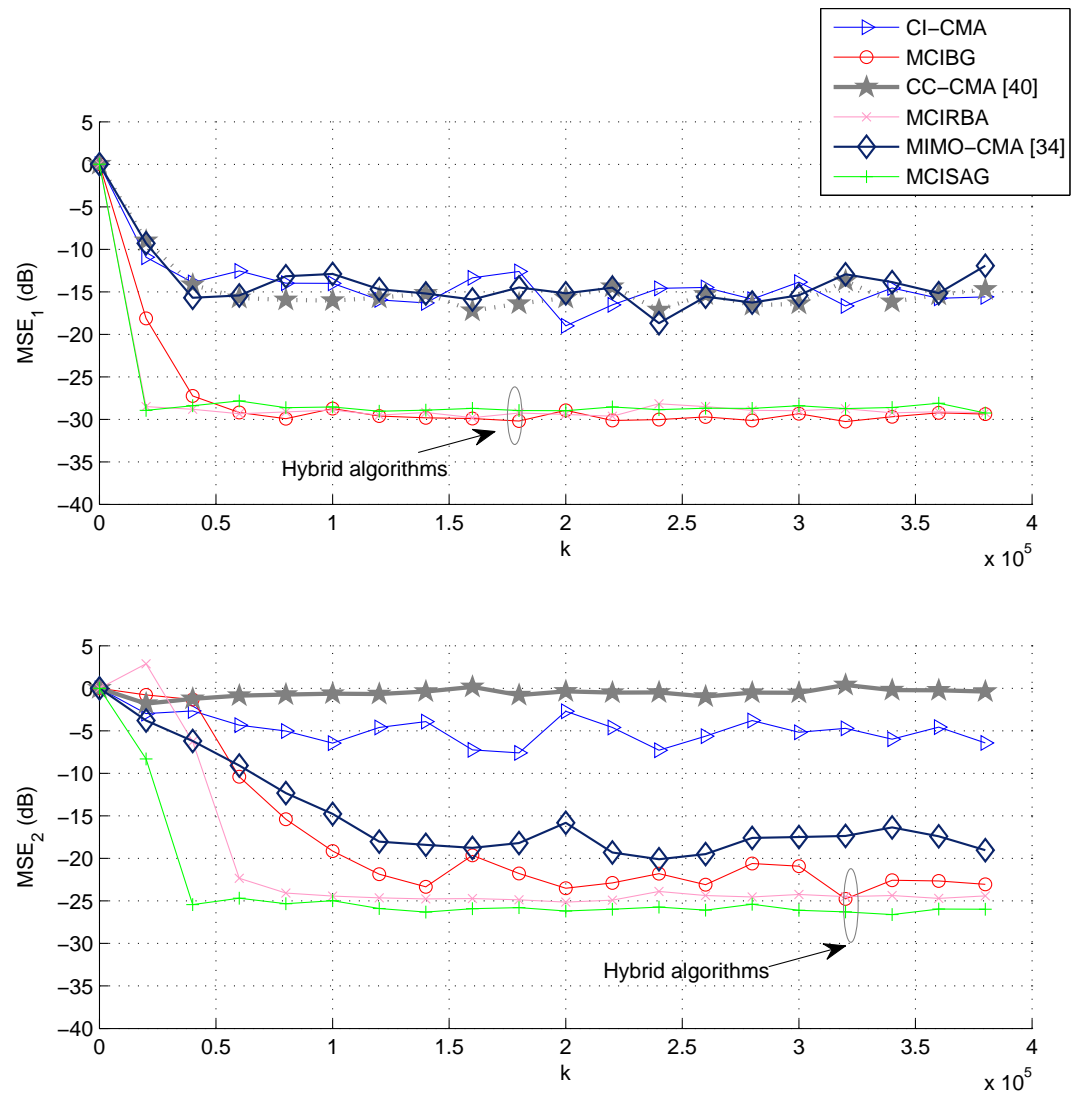 CI−CMA
MCIBG
CC−CMA [40]
MCIRBA
MIMO−CMA [34]
MCISAG
5
0
−5
−10
−15
−20
−25
−30
−35
−40
MSE1 (dB)
Hybrid algorithms
0 0.5 1 1.5 2 2.5 3 3.5 4
k
x 10^5
5
0
−5
−10
−15
−20
−25
−30
−35
−40
MSE2 (dB)
Hybrid algorithms
0 0.5 1 1.5 2 2.5 3 3.5 4
k
x 10^5